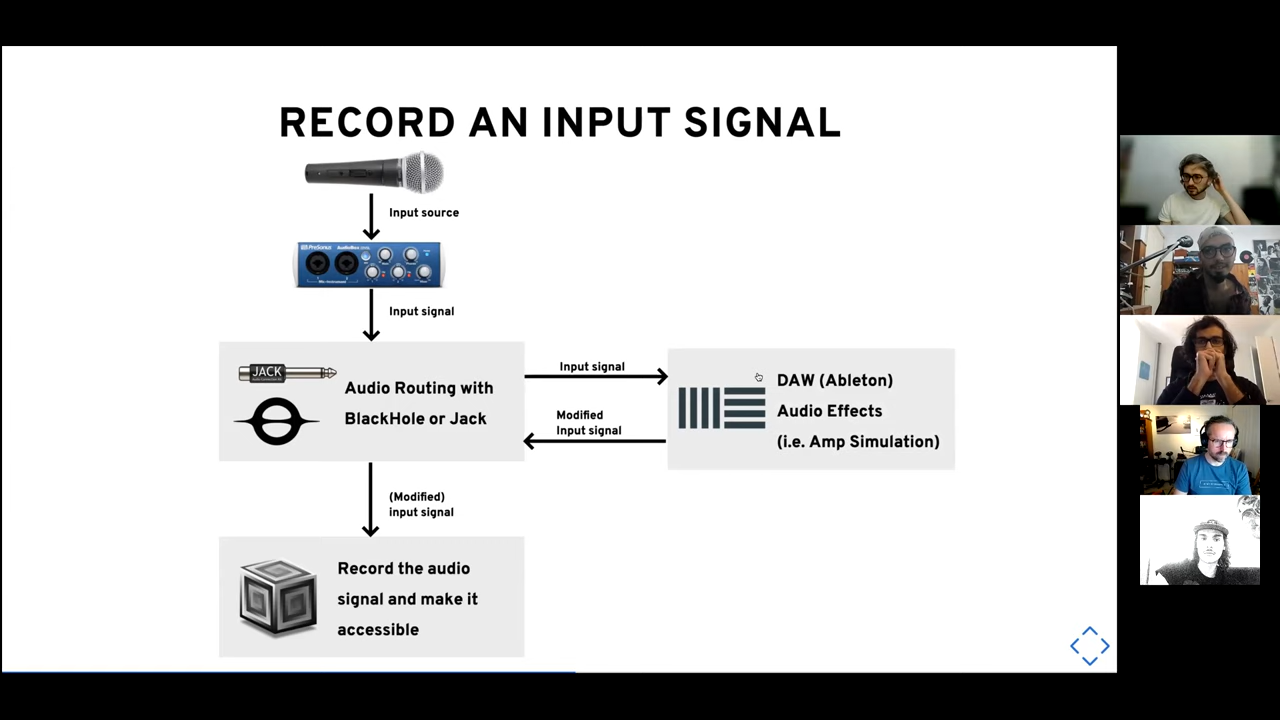 RECORD AN INPUT SIGNAL
Input source
PreSonus
Input signal
JACK
Audio Routing with
BlackHole or Jack
Input signal
Modified
Input signal
DAW (Ableton)
Audio Effects
(i.e. Amp Simulation)
(Modified)
input signal
Record the audio
signal and make it
accessible